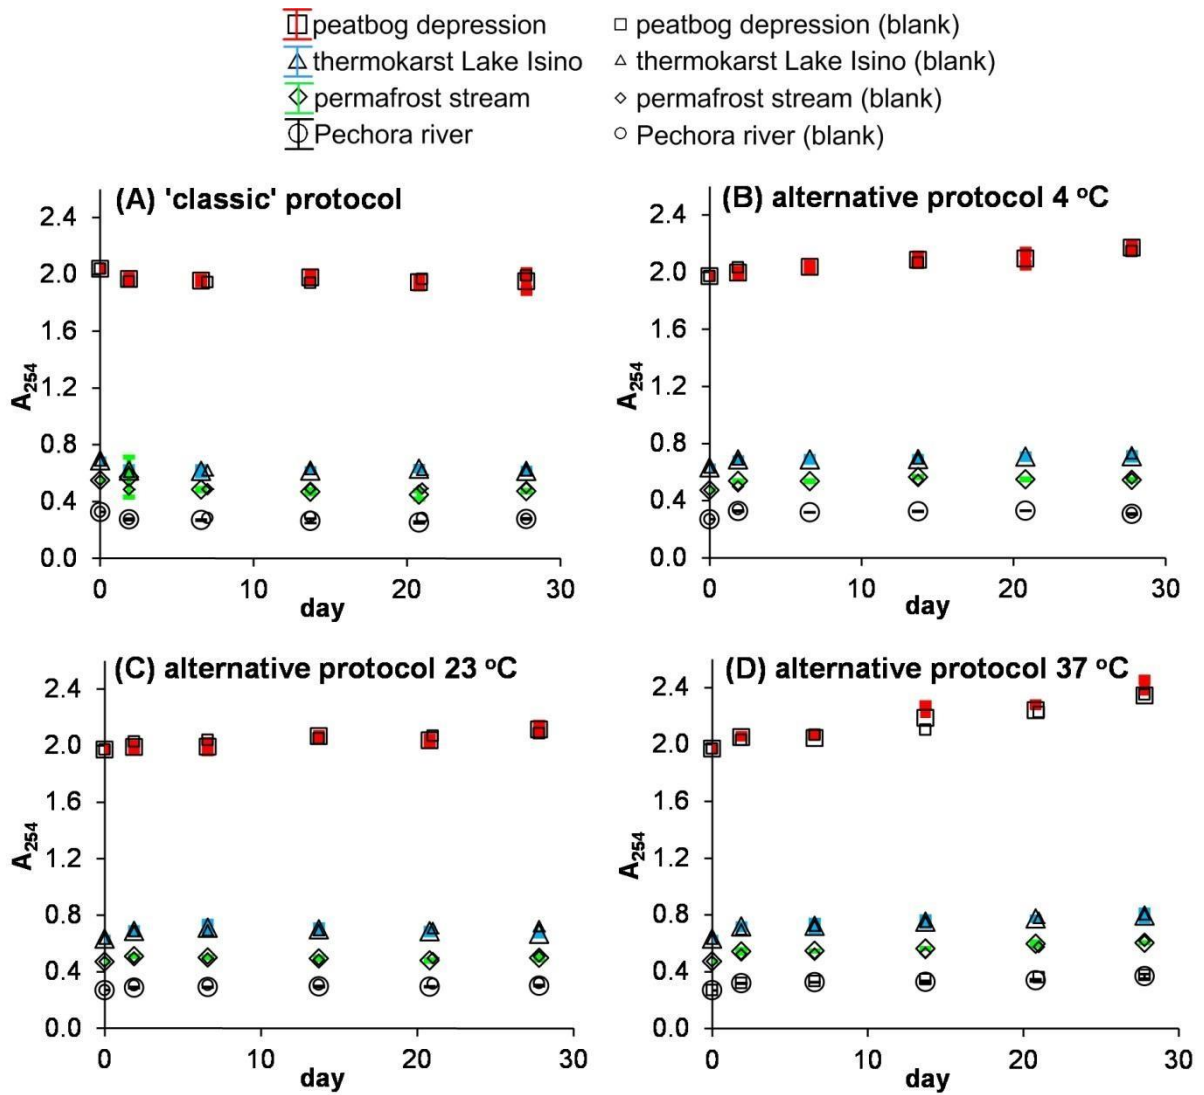 peatbog depression
peatbog depression (blank)
thermokarst Lake Isino
thermokarst Lake Isino (blank)
permafrost stream
permafrost stream (blank)
Pechora river
Pechora river (blank)
(A) 'classic' protocol
2.4
2.0
1.6
1.2
0.8
0.4
0.0
A254
0 10 20 30
day
(B) alternative protocol 4 °C
2.4
2.0
1.6
1.2
0.8
0.4
0.0
A254
0 10 20 30
day
(C) alternative protocol 23 °C
2.4
2.0
1.6
1.2
0.8
0.4
0.0
A254
0 10 20 30
day
(D) alternative protocol 37 °C
2.4
2.0
1.6
1.2
0.8
0.4
0.0
A254
0 10 20 30
day